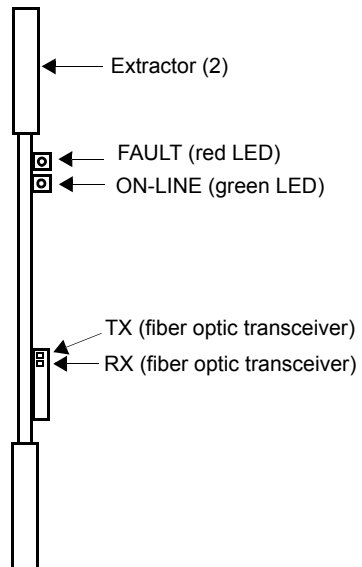 Extractor (2)
FAULT (red LED)
ON-LINE (green LED)
TX (fiber optic transceiver)
RX (fiber optic transceiver)